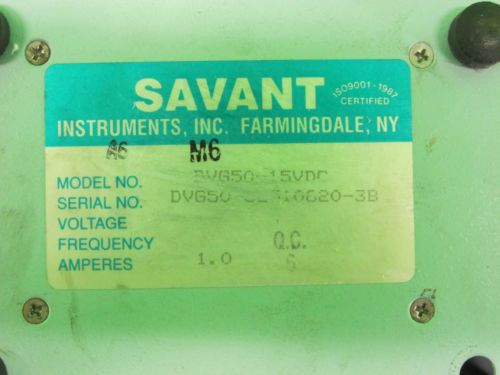 SAVANT
ISO9001-1987
CERTIFIED
INSTRUMENTS, INC. FARMINGDALE, NY
A6 M6
MODEL NO. DVG50-15VDC
SERIAL NO. DVG50
VOLTAGE
FREQUENCY Q.C.
AMPERES 1.0 6